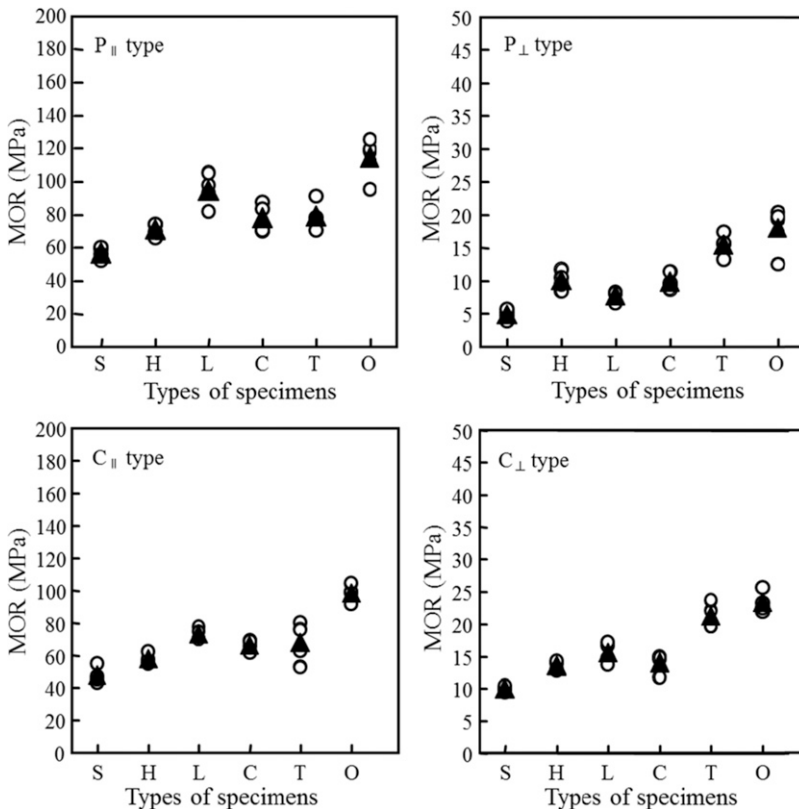 P∥ type
MOR (MPa)
200
180
160
140
120
100
80
60
40
20
0
S H L C T O
Types of specimens
P⊥ type
MOR (MPa)
50
45
40
35
30
25
20
15
10
5
0
S H L C T O
Types of specimens
C∥ type
MOR (MPa)
200
180
160
140
120
100
80
60
40
20
0
S H L C T O
Types of specimens
C⊥ type
MOR (MPa)
50
45
40
35
30
25
20
15
10
5
0
S H L C T O
Types of specimens